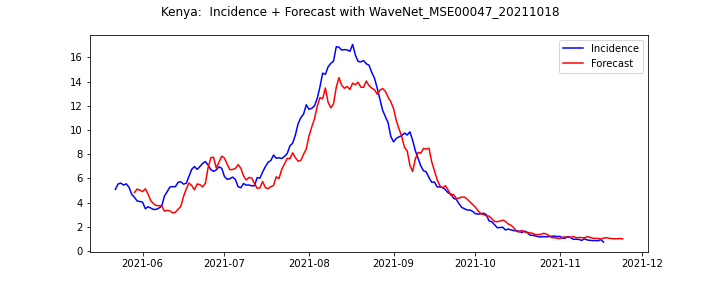 Kenya:  Incidence + Forecast with WaveNet_MSE00047_20211018
Incidence
Forecast
16
14
12
10
8
6
4
2
0
2021-06 2021-07 2021-08 2021-09 2021-10 2021-11 2021-12